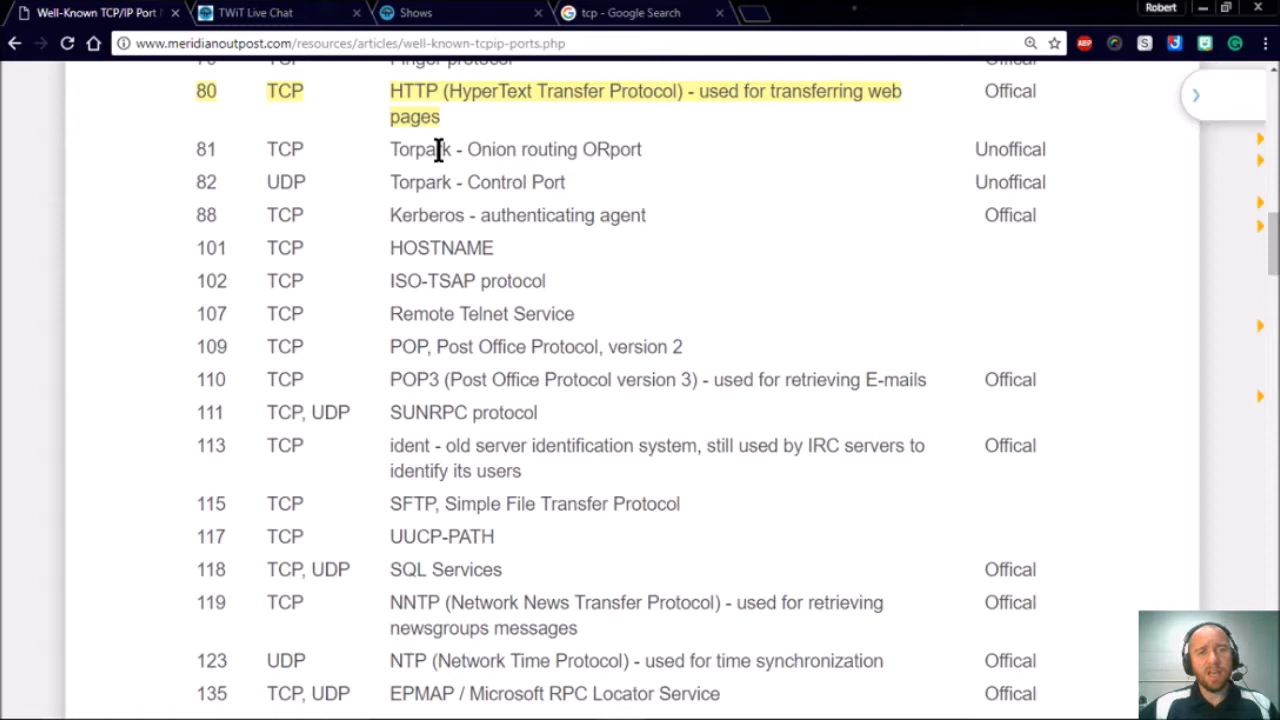 Well-Known TCP/IP Port
TWiT Live Chat
Shows
tcp - Google Search
Robert
www.meridianoutpost.com/resources/articles/well-known-tcpip-ports.php
ABP
Finger protocol
80 TCP HTTP (HyperText Transfer Protocol) - used for transferring web Offical
pages
81 TCP Torpark - Onion routing ORport Unoffical
82 UDP Torpark - Control Port Unoffical
88 TCP Kerberos - authenticating agent Offical
101 TCP HOSTNAME
102 TCP ISO-TSAP protocol
107 TCP Remote Telnet Service
109 TCP POP, Post Office Protocol, version 2
110 TCP POP3 (Post Office Protocol version 3) - used for retrieving E-mails Offical
111 TCP, UDP SUNRPC protocol
113 TCP ident - old server identification system, still used by IRC servers to Offical
identify its users
115 TCP SFTP, Simple File Transfer Protocol
117 TCP UUCP-PATH
118 TCP, UDP SQL Services Offical
119 TCP NNTP (Network News Transfer Protocol) - used for retrieving Offical
newsgroups messages
123 UDP NTP (Network Time Protocol) - used for time synchronization Offical
135 TCP, UDP EPMAP / Microsoft RPC Locator Service Offical